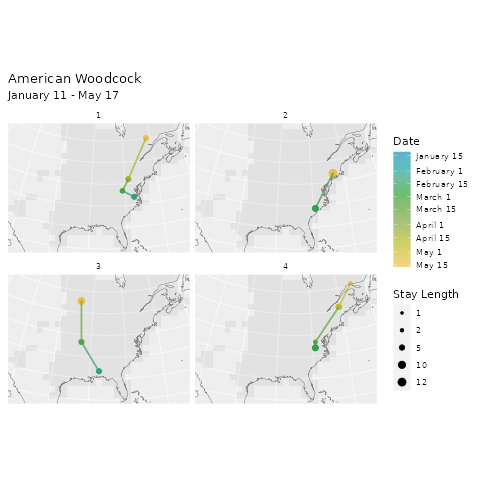 American Woodcock
January 11 - May 17
1
2
3
4
Date
January 15
February 1
February 15
March 1
March 15
April 1
April 15
May 1
May 15
Stay Length
1
2
5
10
12